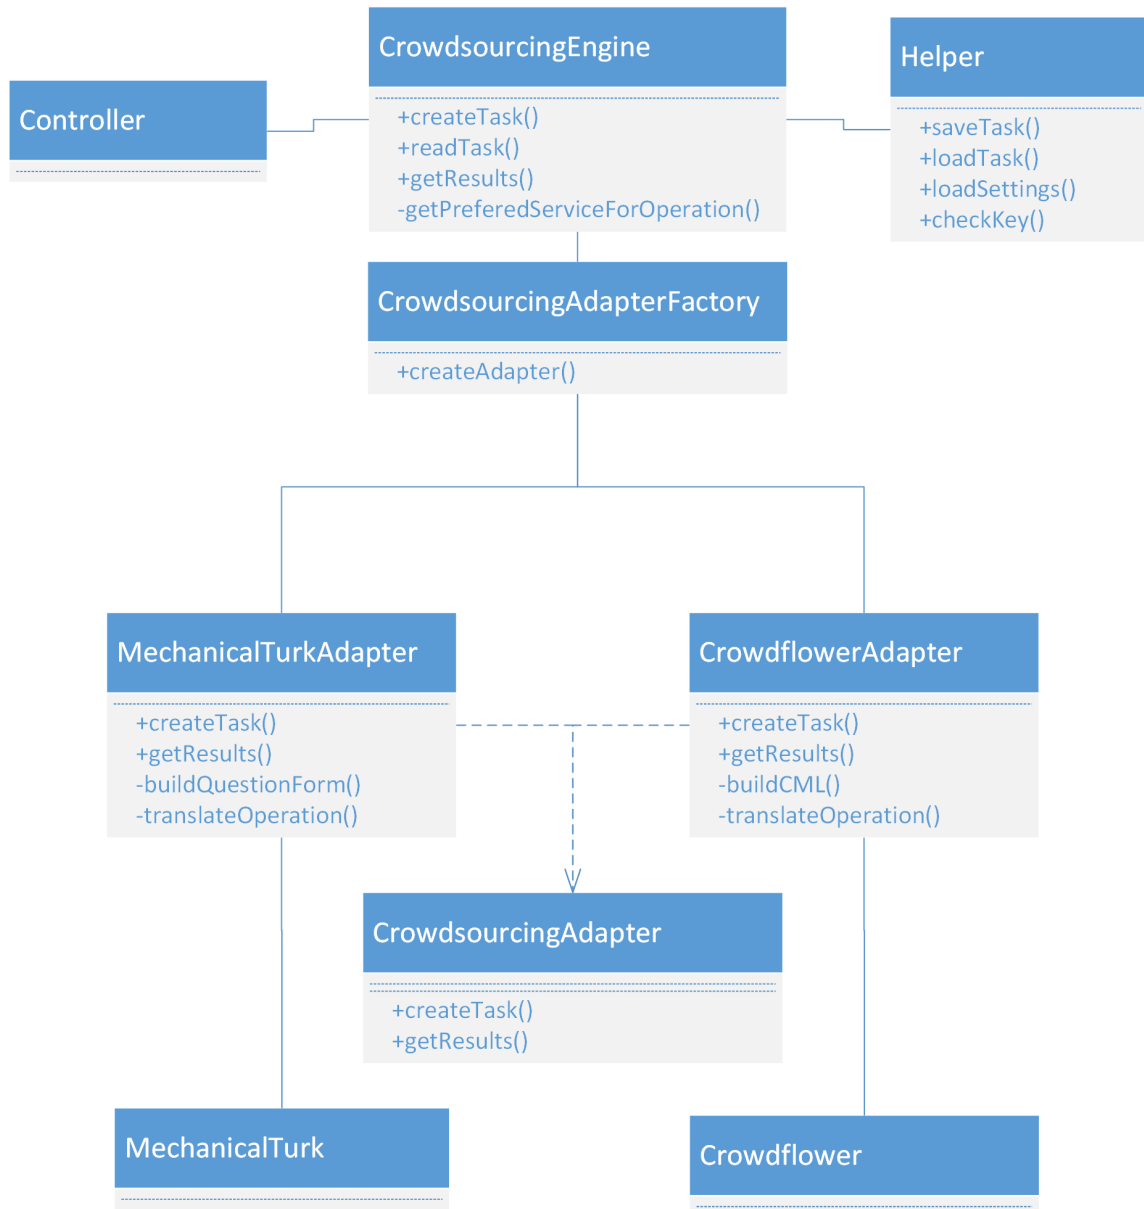 CrowdsourcingEngine
+createTask()
+readTask()
+getResults()
-getPreferedServiceForOperation()
Controller
Helper
+saveTask()
+loadTask()
+loadSettings()
+checkKey()
CrowdsourcingAdapterFactory
+createAdapter()
MechanicalTurkAdapter
+createTask()
+getResults()
-buildQuestionForm()
-translateOperation()
CrowdflowerAdapter
+createTask()
+getResults()
-buildCML()
-translateOperation()
CrowdsourcingAdapter
+createTask()
+getResults()
MechanicalTurk
Crowdflower